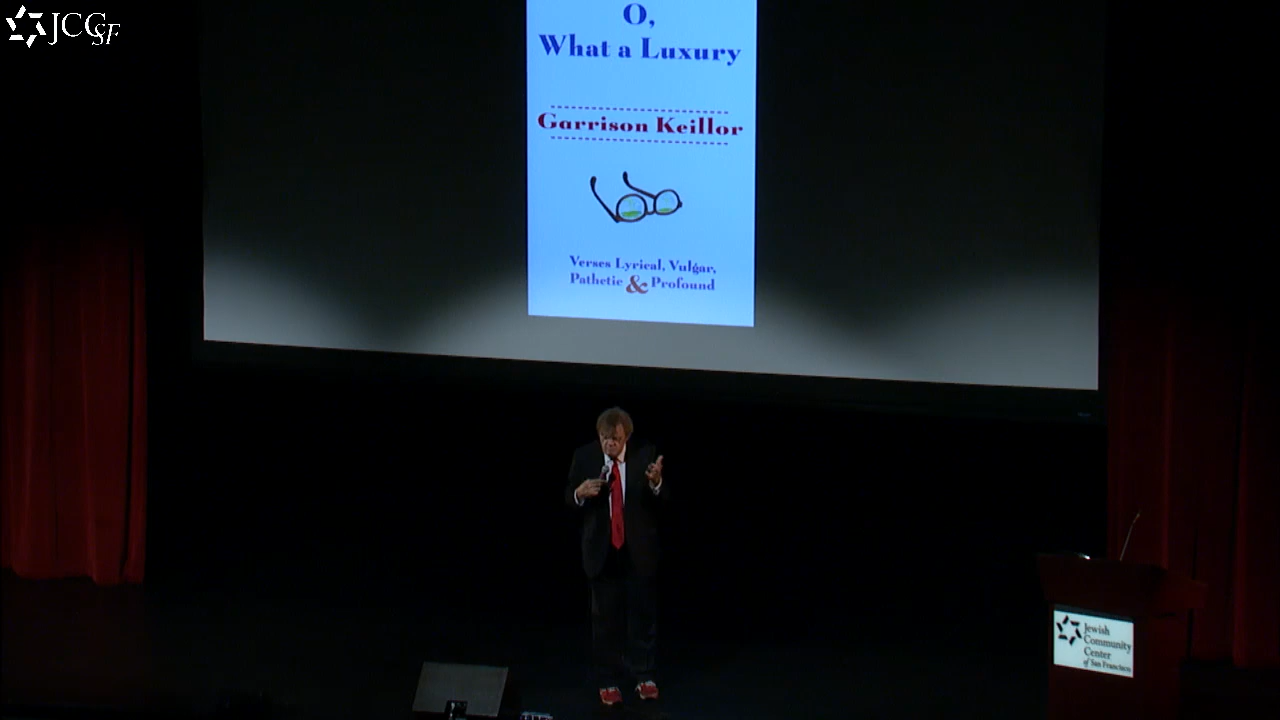 JCCSF
O,
What a Luxury
Garrison Keillor
Verses Lyrical, Vulgar,
Pathetic & Profound
Jewish
Community
Center
of San Francisco